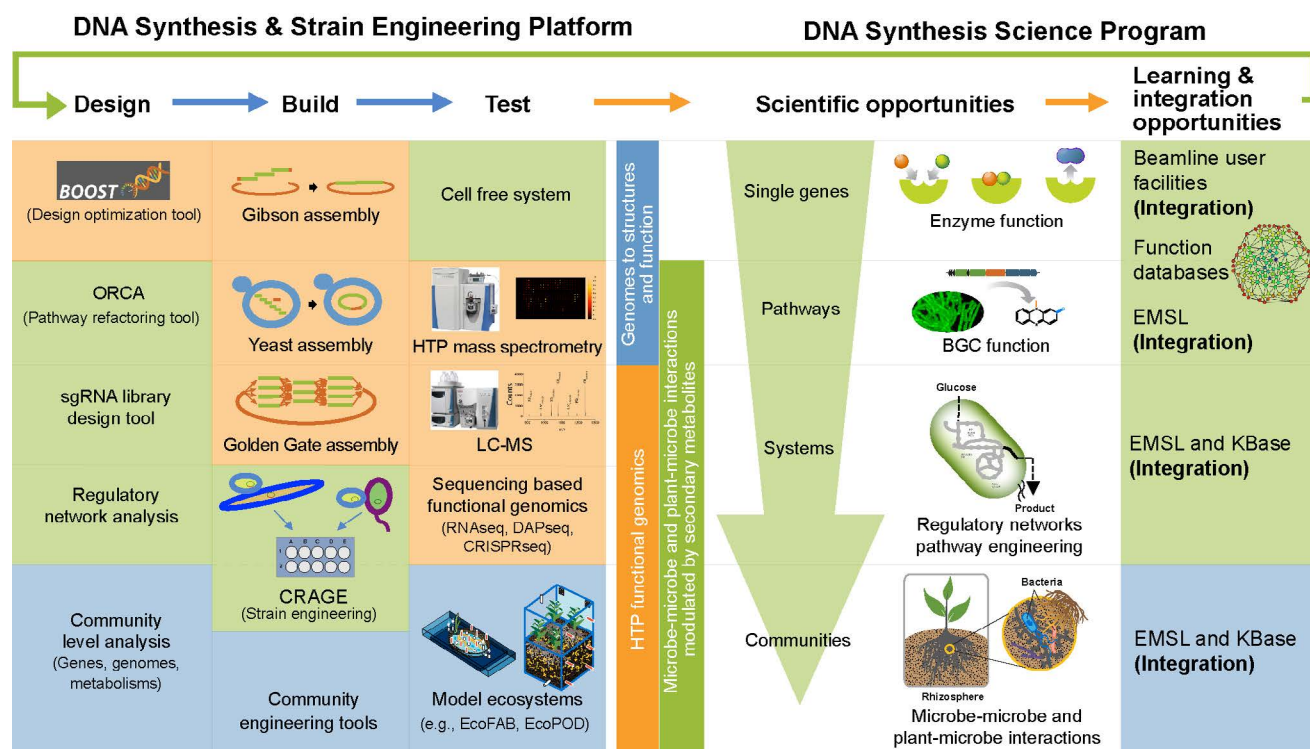 DNA Synthesis & Strain Engineering Platform
DNA Synthesis Science Program
Design
Build
Test
Scientific opportunities
Learning &
integration
opportunities
BOOST
(Design optimization tool)
Gibson assembly
Cell free system
ORCA
(Pathway refactoring tool)
Yeast assembly
HTP mass spectrometry
sgRNA library
design tool
Golden Gate assembly
Counts
LC-MS
Regulatory
network analysis
A B C D E
CRAGE
(Strain engineering)
Sequencing based
functional genomics
(RNAseq, DAPseq,
CRISPRseq)
Community
level analysis
(Genes, genomes,
metabolisms)
Community
engineering tools
Model ecosystems
(e.g., EcoFAB, EcoPOD)
Genomes to structures
and function
HTP functional genomics
Microbe-microbe and plant-microbe interactions
modulated by secondary metabolites
Single genes
Enzyme function
Pathways
BGC function
Systems
Glucose
Product
Regulatory networks
pathway engineering
Communities
Bacteria
Rhizosphere
Microbe-microbe and
plant-microbe interactions
Beamline user
facilities
(Integration)
Function
databases
EMSL
(Integration)
EMSL and KBase
(Integration)
EMSL and KBase
(Integration)